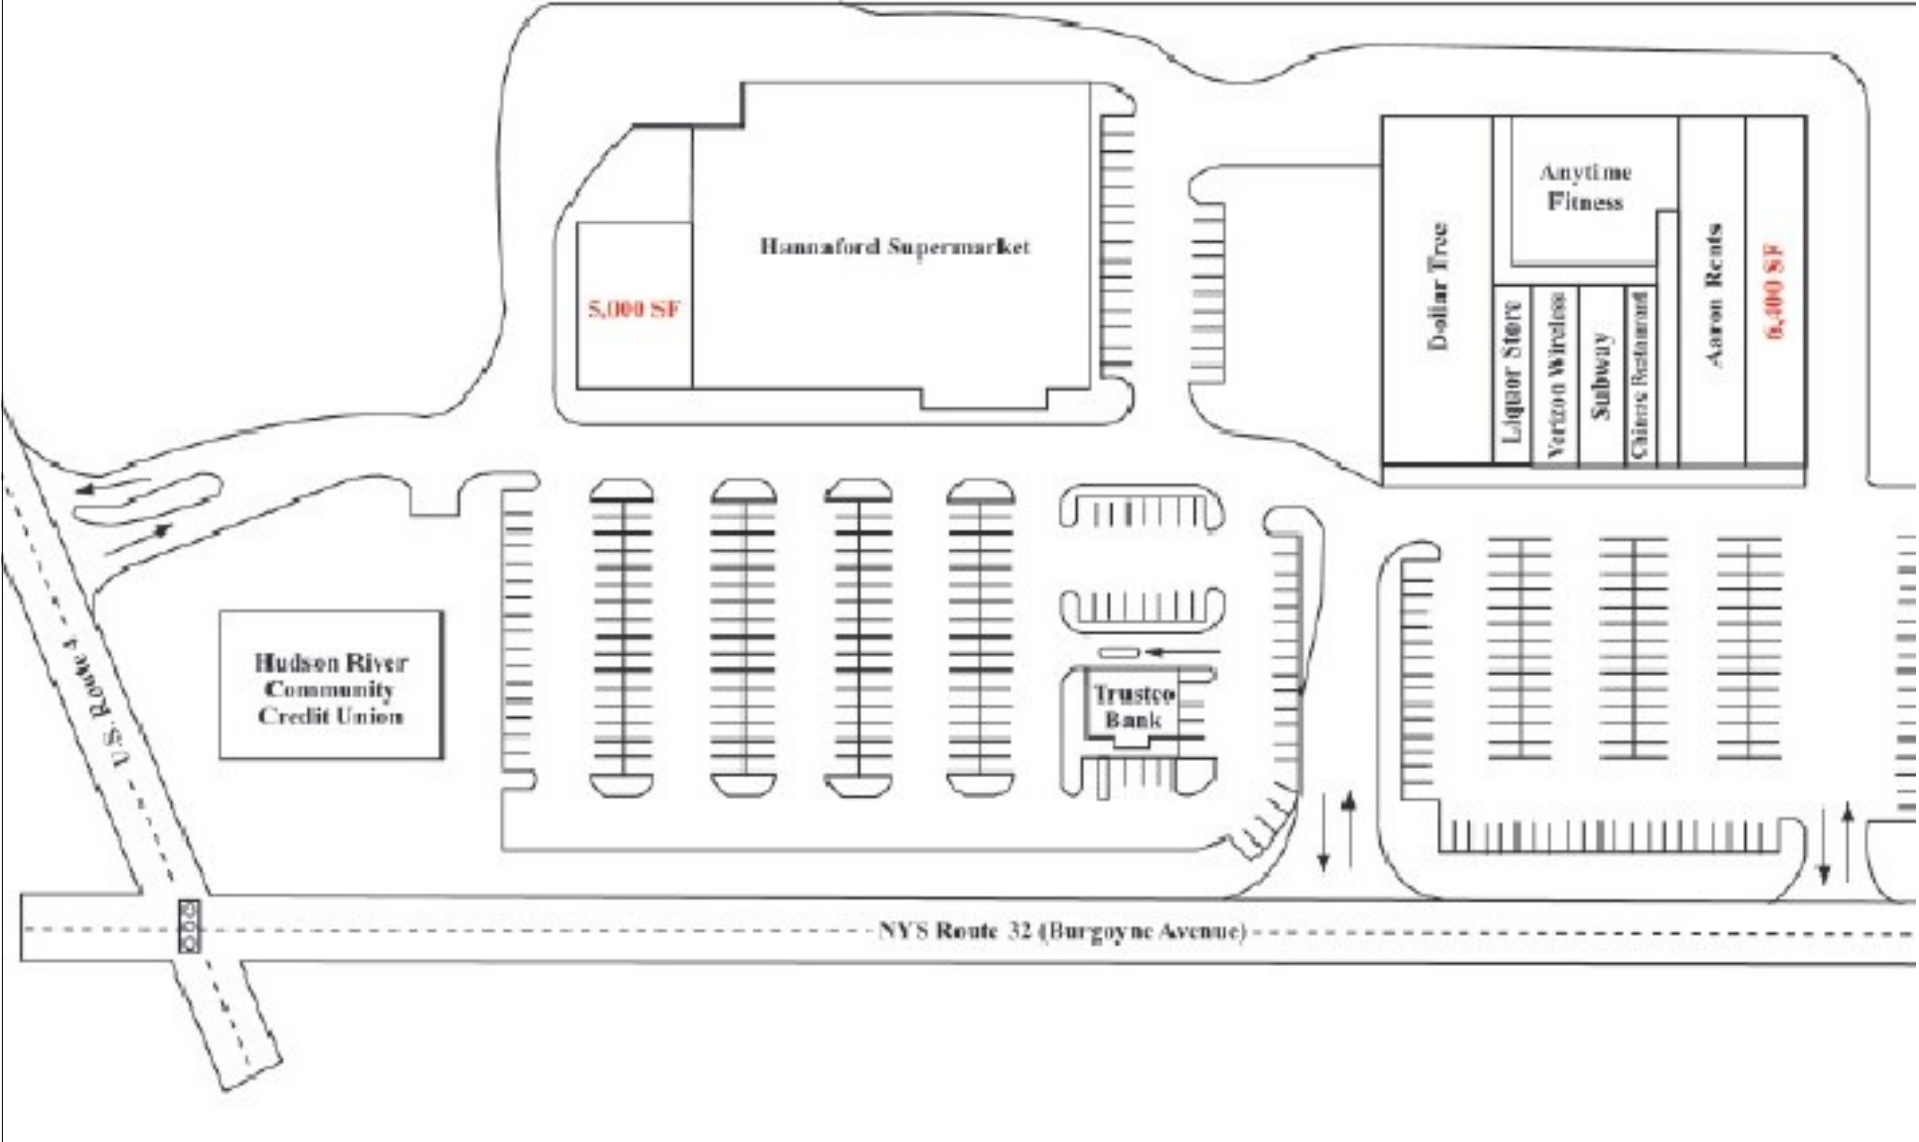 Anytime
Fitness
Hannaford Supermarket
5,000 SF
Dollar Tree
Liquor Store
Verizon Wireless
Subway
Chinese Restaurant
Aaron Rents
6,400 SF
Hudson River
Community
Credit Union
Trustco
Bank
U.S. Route 4
NYS Route 32 (Burgoyne Avenue)